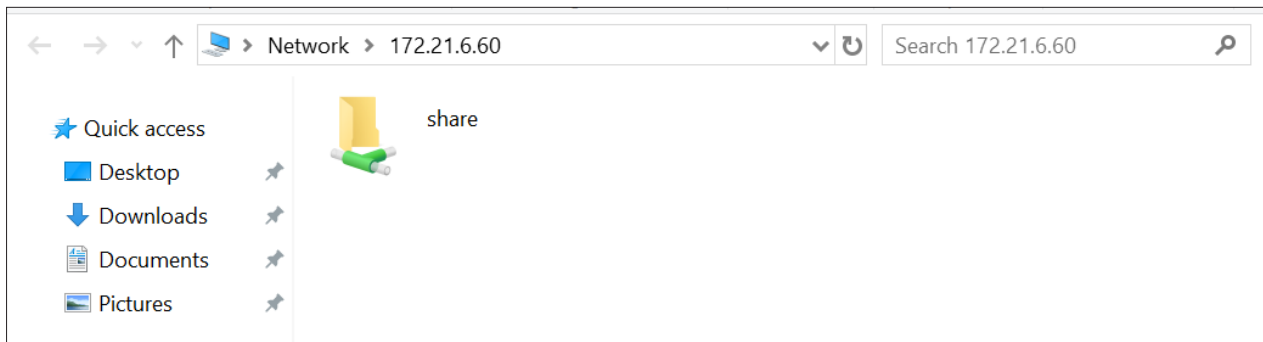 Network > 172.21.6.60
Search 172.21.6.60
Quick access
share
Desktop
Downloads
Documents
Pictures